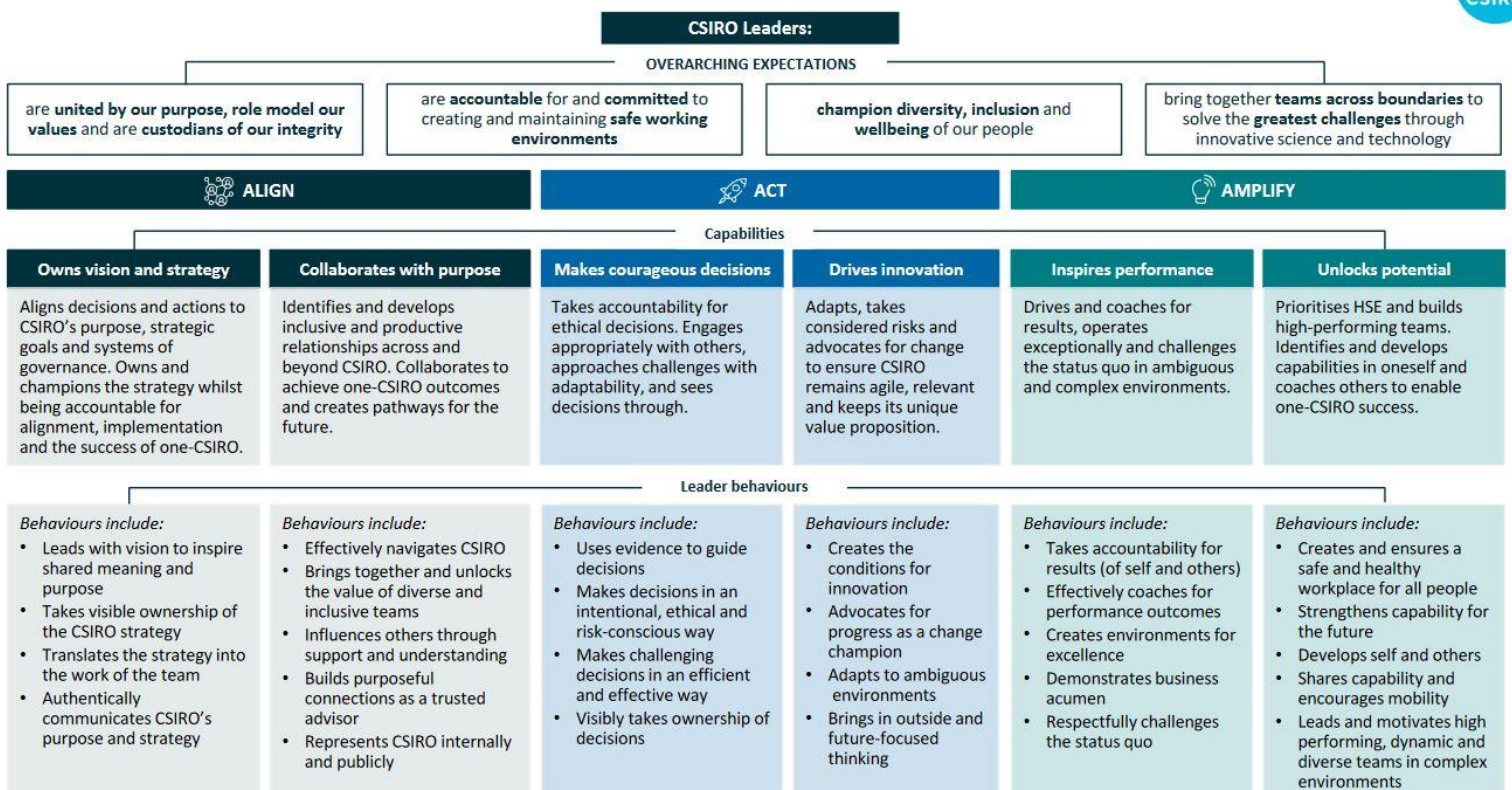 CSIRO
CSIRO Leaders:
OVERARCHING EXPECTATIONS
are united by our purpose, role model our
values and are custodians of our integrity
are accountable for and committed to
creating and maintaining safe working
environments
champion diversity, inclusion and
wellbeing of our people
bring together teams across boundaries to
solve the greatest challenges through
innovative science and technology
ALIGN
ACT
AMPLIFY
Capabilities
Owns vision and strategy
Aligns decisions and actions to
CSIRO's purpose, strategic
goals and systems of
governance. Owns and
champions the strategy whilst
being accountable for
alignment, implementation
and the success of one-CSIRO.
Collaborates with purpose
Identifies and develops
inclusive and productive
relationships across and
beyond CSIRO. Collaborates to
achieve one-CSIRO outcomes
and creates pathways for the
future.
Makes courageous decisions
Takes accountability for
ethical decisions. Engages
appropriately with others,
approaches challenges with
adaptability, and sees
decisions through.
Drives innovation
Adapts, takes
considered risks and
advocates for change
to ensure CSIRO
remains agile, relevant
and keeps its unique
value proposition.
Inspires performance
Drives and coaches for
results, operates
exceptionally and challenges
the status quo in ambiguous
and complex environments.
Unlocks potential
Prioritises HSE and builds
high-performing teams.
Identifies and develops
capabilities in oneself and
coaches others to enable
one-CSIRO success.
Leader behaviours
Behaviours include:
• Leads with vision to inspire
shared meaning and
purpose
• Takes visible ownership of
the CSIRO strategy
• Translates the strategy into
the work of the team
• Authentically
communicates CSIRO's
purpose and strategy
Behaviours include:
• Effectively navigates CSIRO
• Brings together and unlocks
the value of diverse and
inclusive teams
• Influences others through
support and understanding
• Builds purposeful
connections as a trusted
advisor
• Represents CSIRO internally
and publicly
Behaviours include:
• Uses evidence to guide
decisions
• Makes decisions in an
intentional, ethical and
risk-conscious way
• Makes challenging
decisions in an efficient
and effective way
• Visibly takes ownership of
decisions
Behaviours include:
• Creates the
conditions for
innovation
• Advocates for
progress as a change
champion
• Adapts to ambiguous
environments
• Brings in outside and
future-focused
thinking
Behaviours include:
• Takes accountability for
results (of self and others)
• Effectively coaches for
performance outcomes
• Creates environments for
excellence
• Demonstrates business
acumen
• Respectfully challenges
the status quo
Behaviours include:
• Creates and ensures a
safe and healthy
workplace for all people
• Strengthens capability for
the future
• Develops self and others
• Shares capability and
encourages mobility
• Leads and motivates high
performing, dynamic and
diverse teams in complex
environments